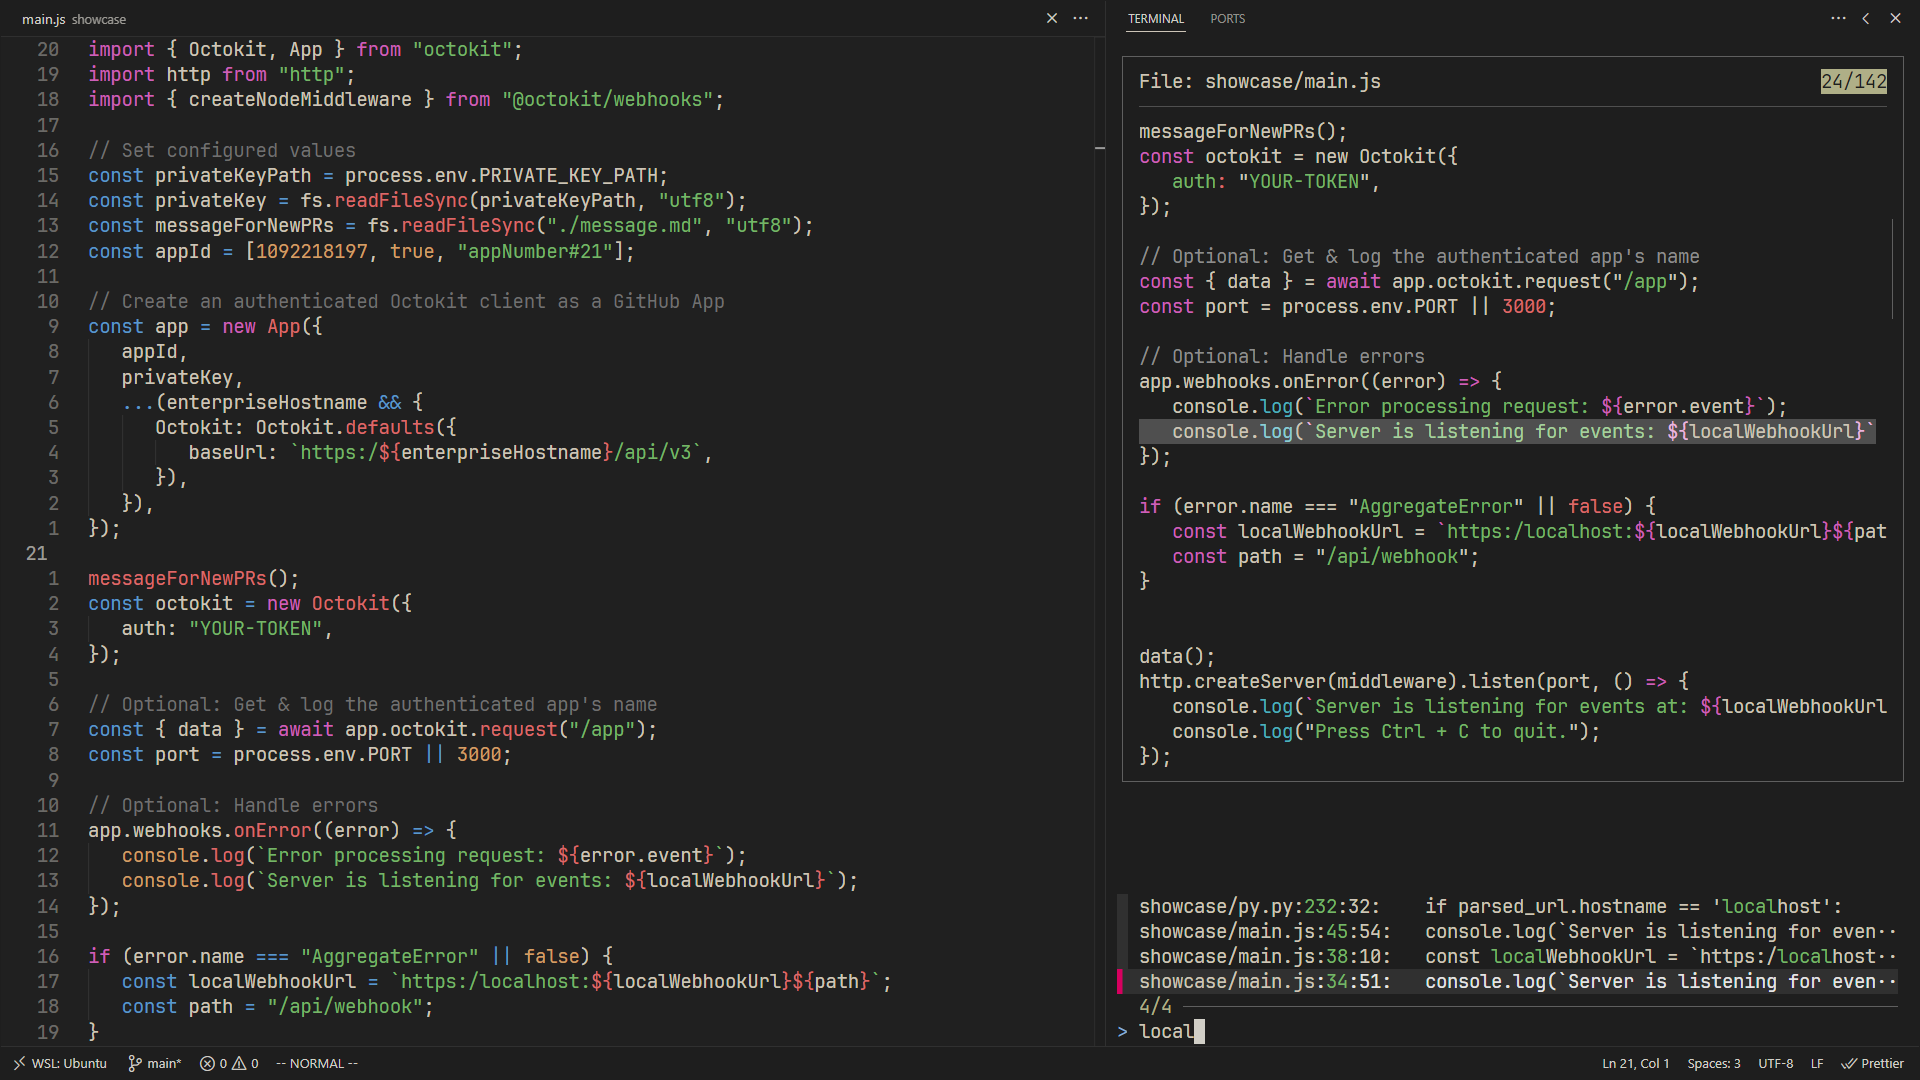 main.js showcase
20 import { Octokit, App } from "octokit";
19 import http from "http";
18 import { createNodeMiddleware } from "@octokit/webhooks";
17
16 // Set configured values
15 const privateKeyPath = process.env.PRIVATE_KEY_PATH;
14 const privateKey = fs.readFileSync(privateKeyPath, "utf8");
13 const messageForNewPRs = fs.readFileSync("./message.md", "utf8");
12 const appId = [1092218197, true, "appNumber#21"];
11
10 // Create an authenticated Octokit client as a GitHub App
9 const app = new App({
8 appId,
7 privateKey,
6 ...(enterpriseHostname && {
5 Octokit: Octokit.defaults({
4 baseUrl: `https:/${enterpriseHostname}/api/v3`,
3 }),
2 }),
1 });
21
1 messageForNewPRs();
2 const octokit = new Octokit({
3 auth: "YOUR-TOKEN",
4 });
5
6 // Optional: Get & log the authenticated app's name
7 const { data } = await app.octokit.request("/app");
8 const port = process.env.PORT || 3000;
9
10 // Optional: Handle errors
11 app.webhooks.onError((error) => {
12 console.log(`Error processing request: ${error.event}`);
13 console.log(`Server is listening for events: ${localWebhookUrl}`);
14 });
15
16 if (error.name === "AggregateError" || false) {
17 const localWebhookUrl = `https:/localhost:${localWebhookUrl}${path}`;
18 const path = "/api/webhook";
19 }
TERMINAL PORTS
File: showcase/main.js 24/142
messageForNewPRs();
const octokit = new Octokit({
auth: "YOUR-TOKEN",
});
// Optional: Get & log the authenticated app's name
const { data } = await app.octokit.request("/app");
const port = process.env.PORT || 3000;
// Optional: Handle errors
app.webhooks.onError((error) => {
console.log(`Error processing request: ${error.event}`);
console.log(`Server is listening for events: ${localWebhookUrl}`
});
if (error.name === "AggregateError" || false) {
const localWebhookUrl = `https:/localhost:${localWebhookUrl}${pat
const path = "/api/webhook";
}
data();
http.createServer(middleware).listen(port, () => {
console.log(`Server is listening for events at: ${localWebhookUrl
console.log("Press Ctrl + C to quit.");
});
showcase/py.py:232:32: if parsed_url.hostname == 'localhost':
showcase/main.js:45:54: console.log(`Server is listening for even··
showcase/main.js:38:10: const localWebhookUrl = `https:/localhost··
showcase/main.js:34:51: console.log(`Server is listening for even··
4/4
> local
WSL: Ubuntu main* 0 0 -- NORMAL -- Ln 21, Col 1 Spaces: 3 UTF-8 LF Prettier